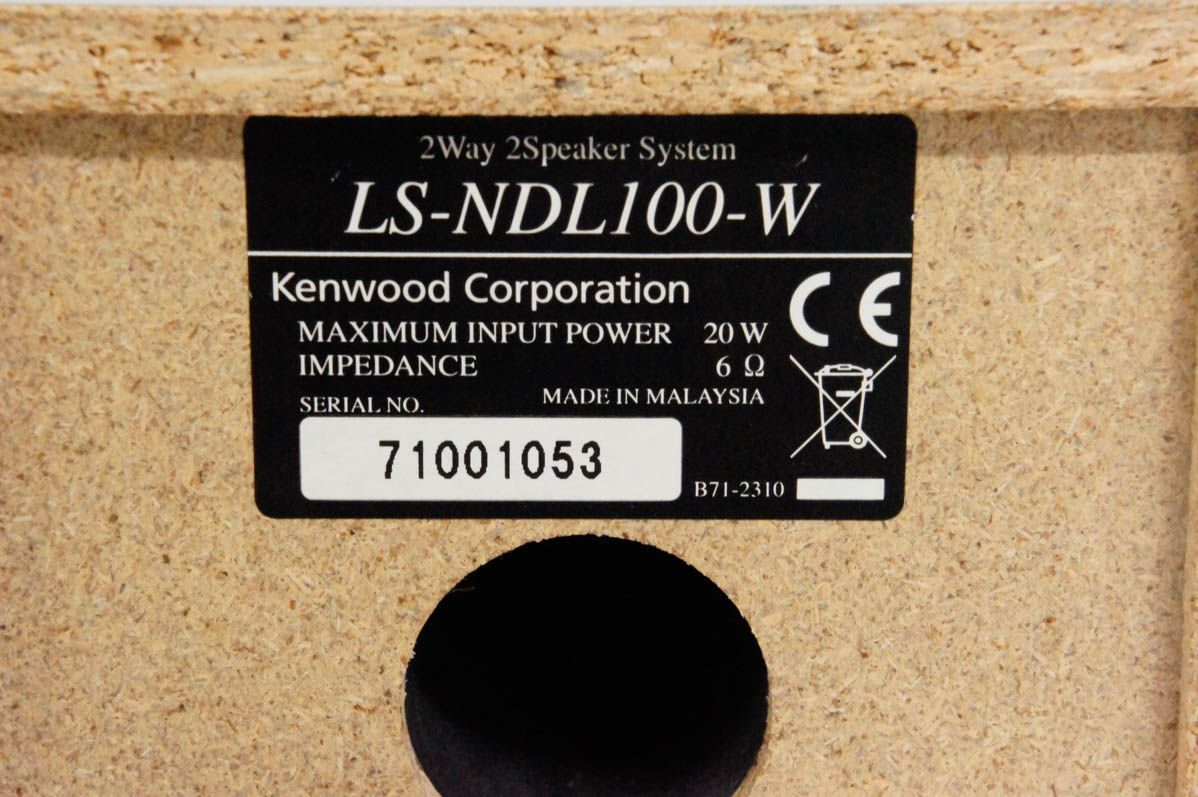 2Way 2Speaker System
LS-NDL100-W
Kenwood Corporation
MAXIMUM INPUT POWER 20 W
IMPEDANCE 6 Ω
MADE IN MALAYSIA
SERIAL NO.
71001053
B71-2310
CE